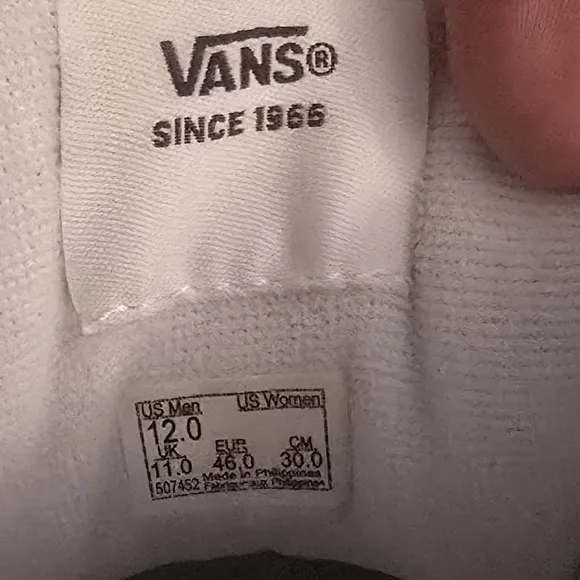 VANS®
SINCE 1966
US Men US Women
12.0
UK EUR CM
11.0 46.0 30.0
507452 Made in Philippines
Fabriqué aux Philippines